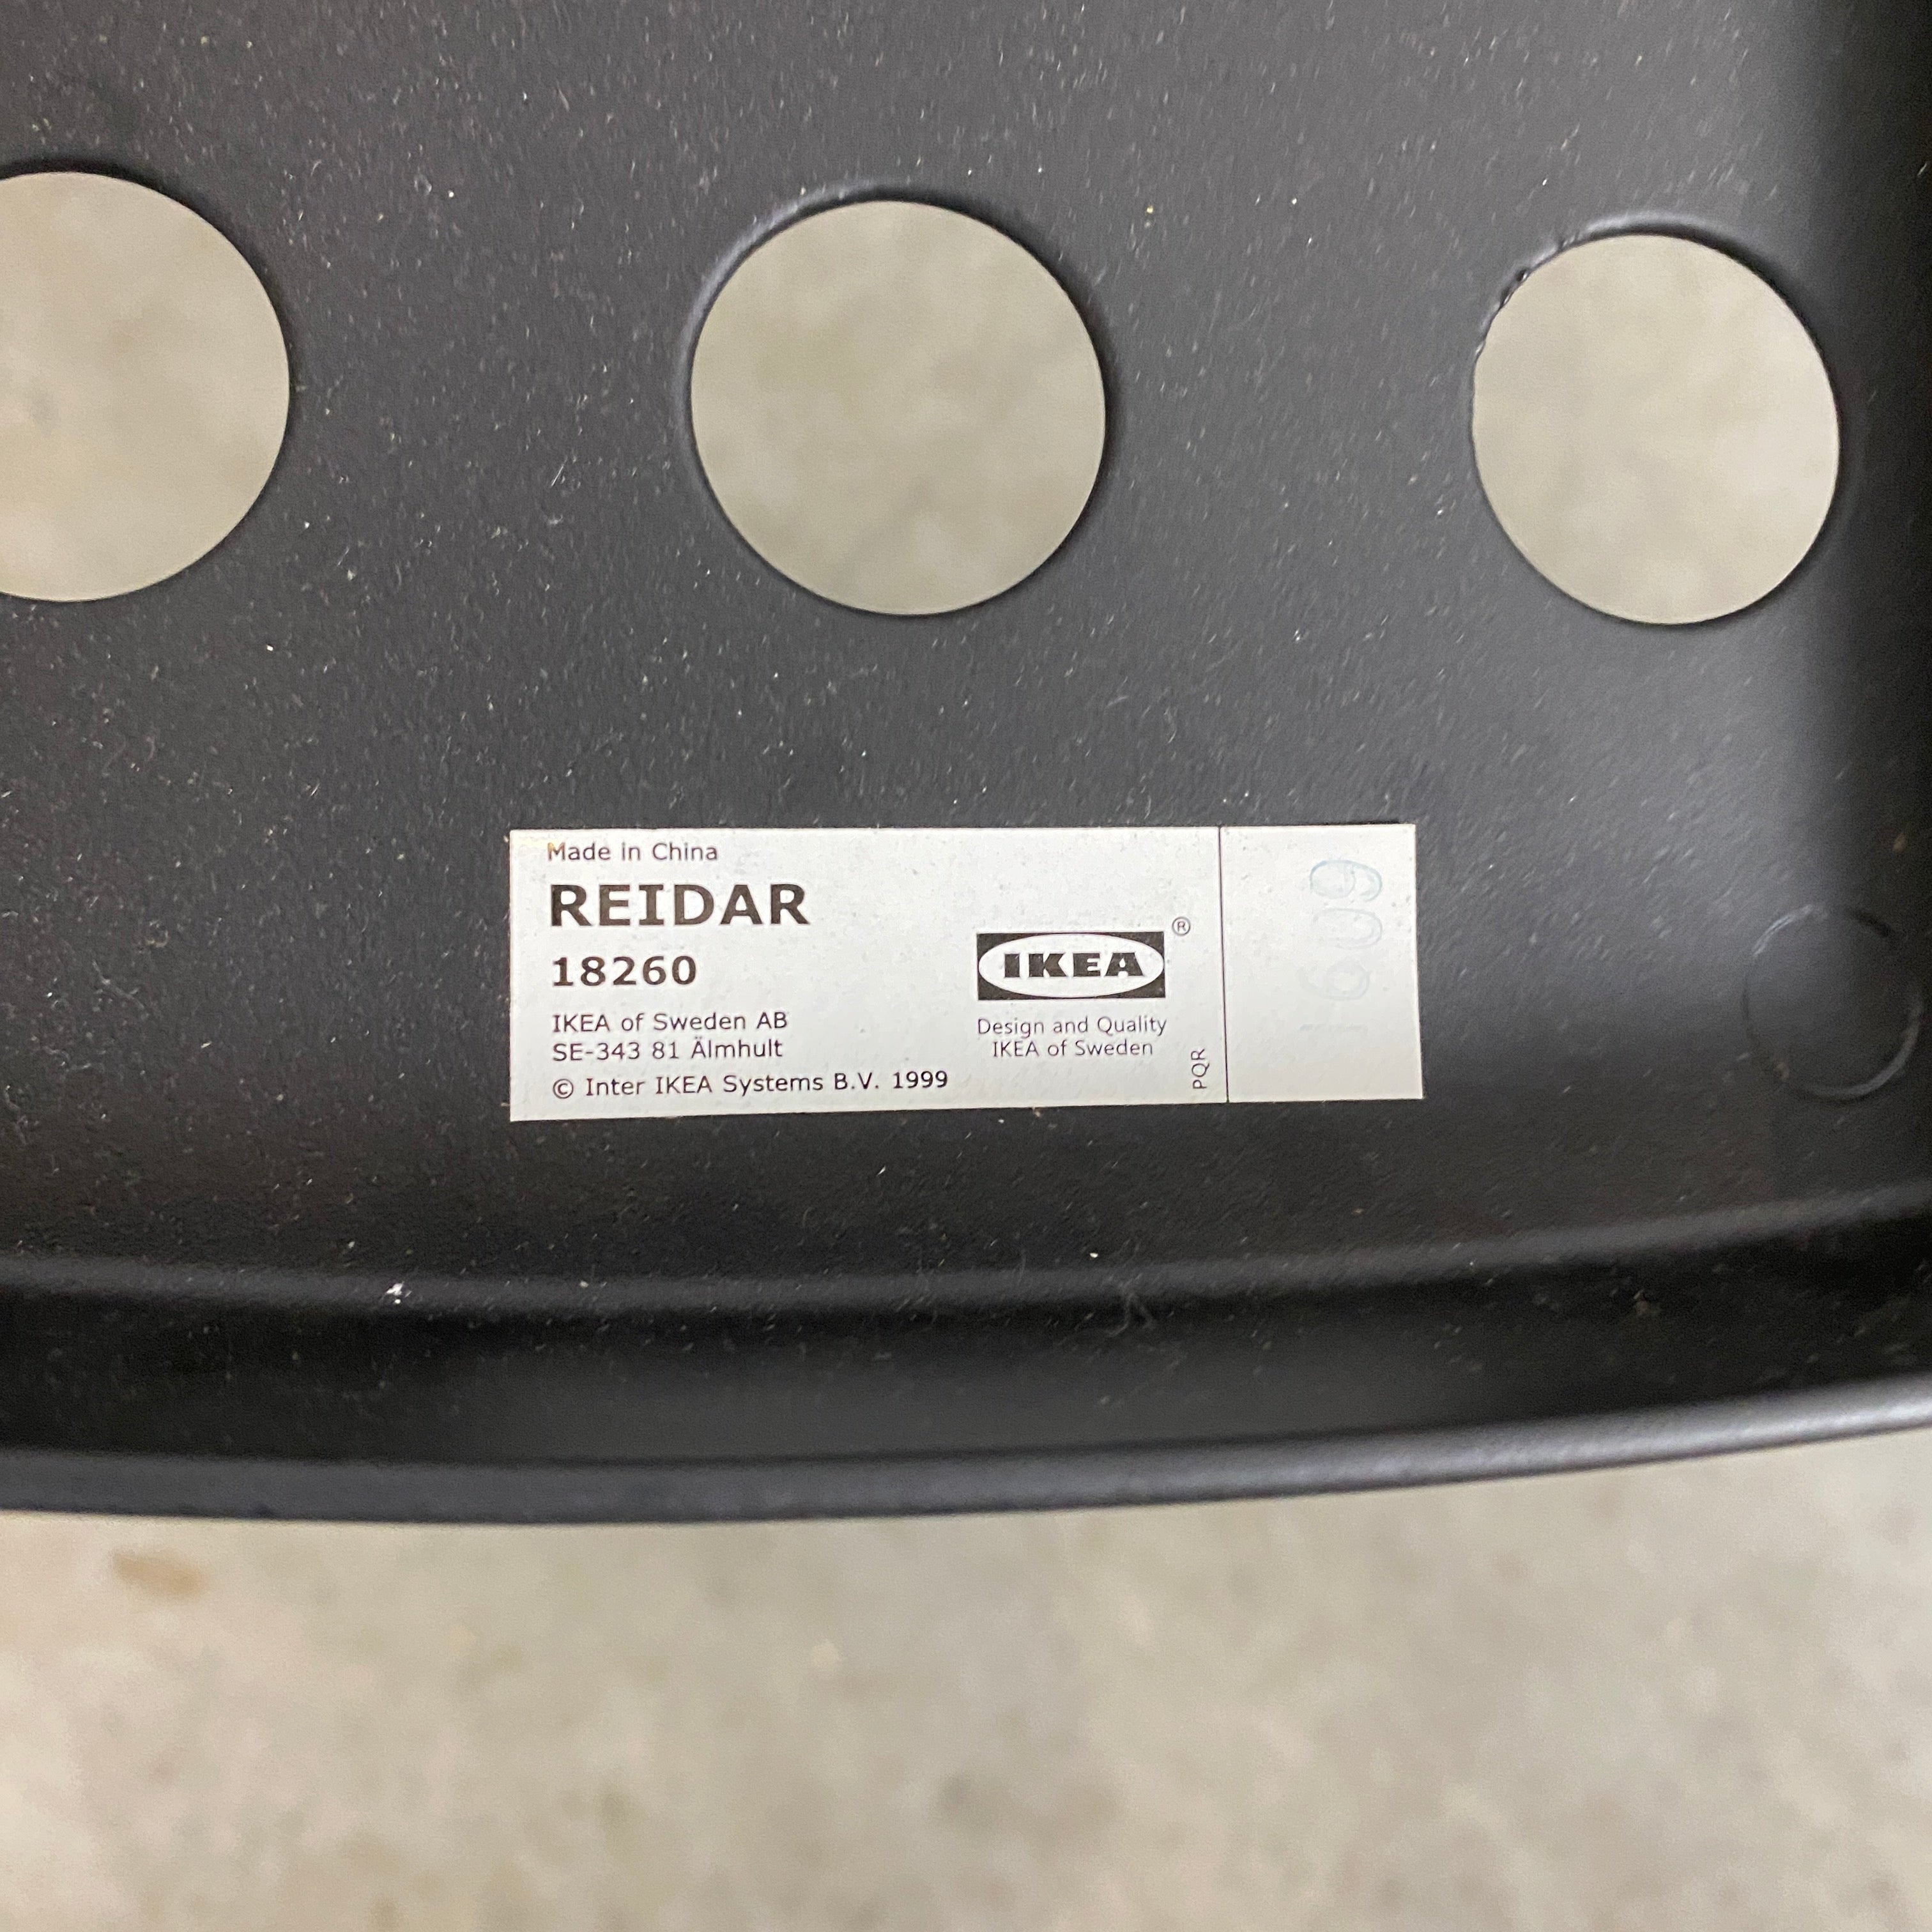 Made in China
REIDAR
18260
IKEA of Sweden AB
SE-343 81 Älmhult
© Inter IKEA Systems B.V. 1999
IKEA®
Design and Quality
IKEA of Sweden
PQR